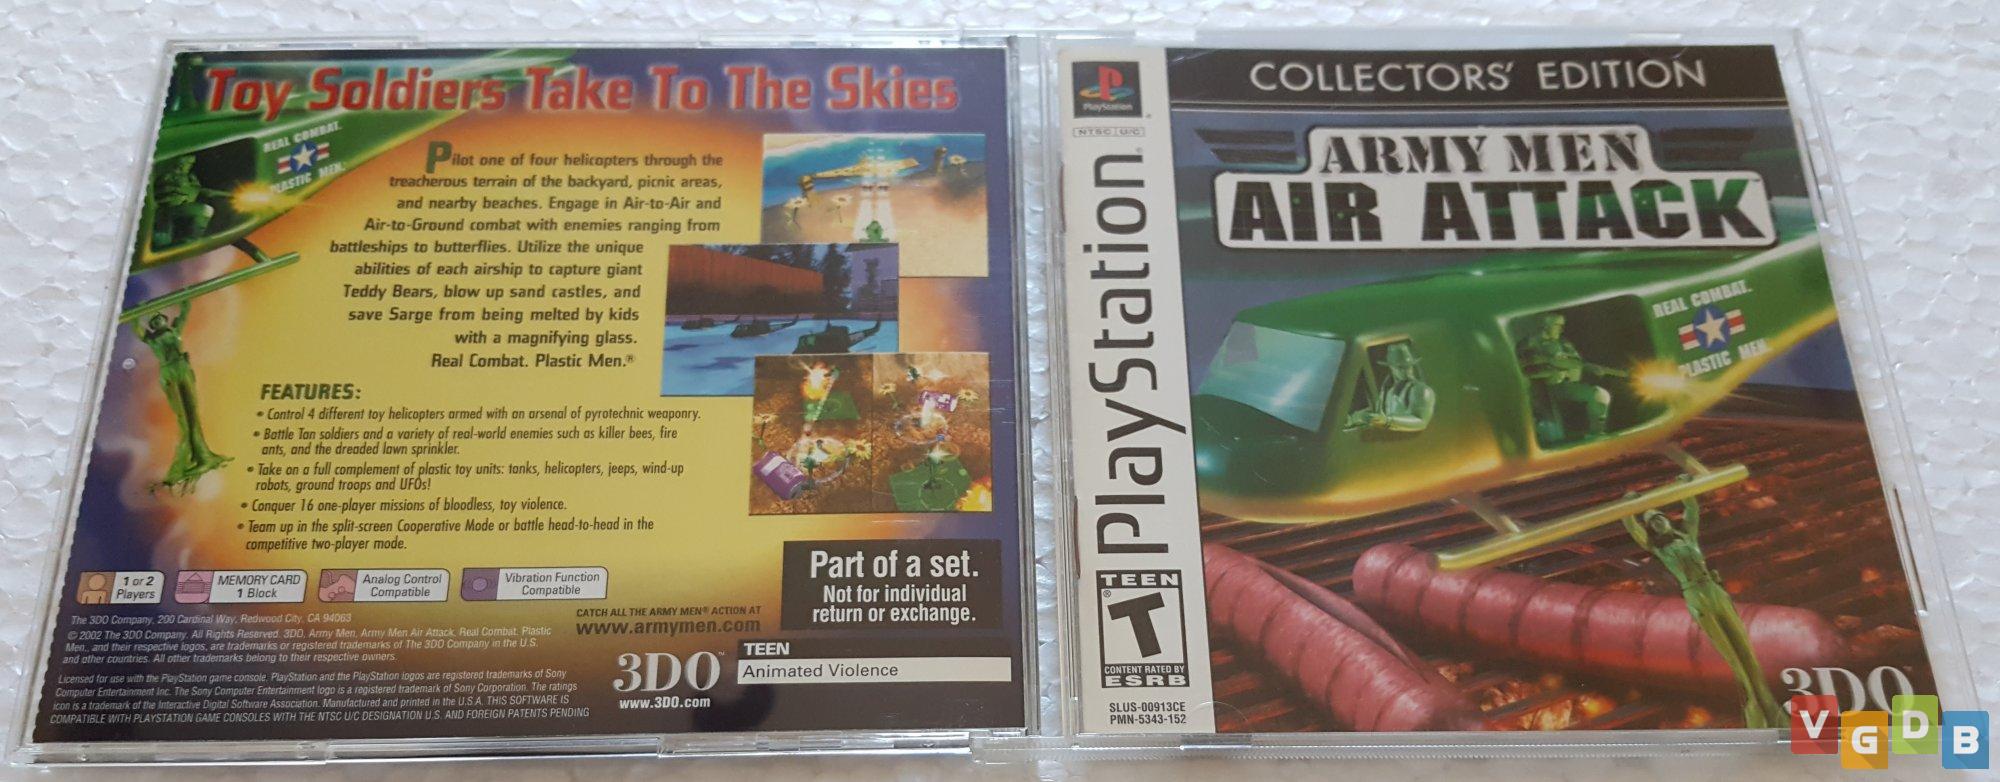 Toy Soldiers Take To The Skies
REAL COMBAT.
PLASTIC MEN.
Pilot one of four helicopters through the
treacherous terrain of the backyard, picnic areas,
and nearby beaches. Engage in Air-to-Air and
Air-to-Ground combat with enemies ranging from
battleships to butterflies. Utilize the unique
abilities of each airship to capture giant
Teddy Bears, blow up sand castles, and
save Sarge from being melted by kids
with a magnifying glass.
Real Combat. Plastic Men.®
FEATURES:
• Control 4 different toy helicopters armed with an arsenal of pyrotechnic weaponry.
• Battle Tan soldiers and a variety of real-world enemies such as killer bees, fire
ants, and the dreaded lawn sprinkler.
• Take on a full complement of plastic toy units: tanks, helicopters, jeeps, wind-up
robots, ground troops and UFOs!
• Conquer 16 one-player missions of bloodless, toy violence.
• Team up in the split-screen Cooperative Mode or battle head-to-head in the
competitive two-player mode.
1 or 2
Players
MEMORY CARD
1 Block
Analog Control
Compatible
Vibration Function
Compatible
Part of a set.
Not for individual
return or exchange.
CATCH ALL THE ARMY MEN® ACTION AT
www.armymen.com
The 3DO Company, 200 Cardinal Way, Redwood City, CA 94063
© 2002 The 3DO Company. All Rights Reserved. 3DO, Army Men, Army Men Air Attack, Real Combat. Plastic
Men., and their respective logos, are trademarks or registered trademarks of The 3DO Company in the U.S.
and other countries. All other trademarks belong to their respective owners.
Licensed for use with the PlayStation game console. PlayStation and the PlayStation logos are registered trademarks of Sony
Computer Entertainment Inc. The Sony Computer Entertainment logo is a registered trademark of Sony Corporation. The ratings
icon is a trademark of the Interactive Digital Software Association. Manufactured and printed in the U.S.A. THIS SOFTWARE IS
COMPATIBLE WITH PLAYSTATION GAME CONSOLES WITH THE NTSC U/C DESIGNATION U.S. AND FOREIGN PATENTS PENDING
3DO™
www.3DO.com
TEEN
Animated Violence
PlayStation
NTSC U/C
PlayStation®
TEEN
T®
CONTENT RATED BY
ESRB
SLUS-00913CE
PMN-5343-152
COLLECTORS' EDITION
ARMY MEN
AIR ATTACK™
REAL COMBAT.
PLASTIC MEN.
3DO™
VGDB